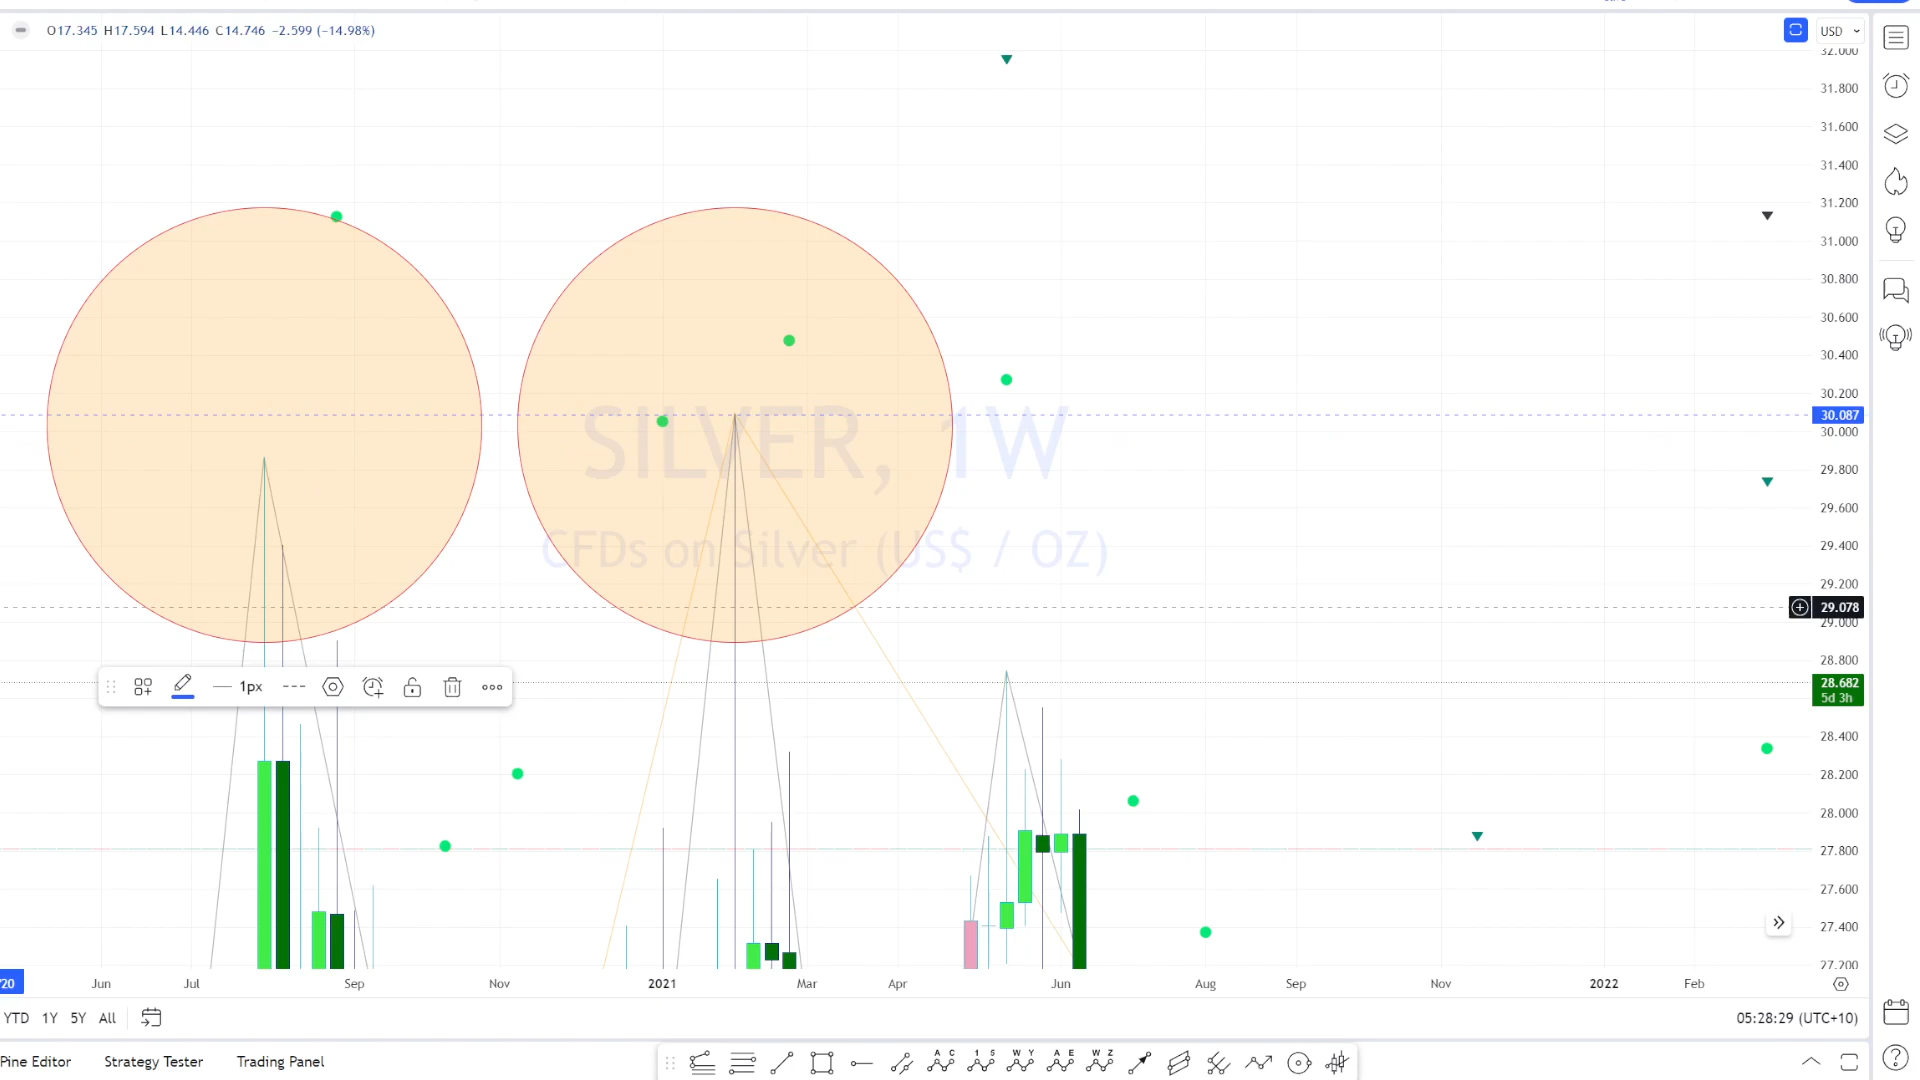 O17.345 H17.594 L14.446 C14.746 −2.599 (−14.98%)
USD
32.000
31.800
31.600
31.400
31.200
31.000
30.800
30.600
30.400
30.200
30.087
30.000
29.800
29.600
29.400
29.200
29.078
29.000
28.800
28.682
5d 3h
28.400
28.200
28.000
27.800
27.600
27.400
27.200
SILVER, 1W
CFDs on Silver (US$ / OZ)
1px
'20 Jun Jul Sep Nov 2021 Mar Apr Jun Aug Sep Nov 2022 Feb
YTD 1Y 5Y All
05:28:29 (UTC+10)
Pine Editor Strategy Tester Trading Panel
A C 1 5 W Y A E W Z